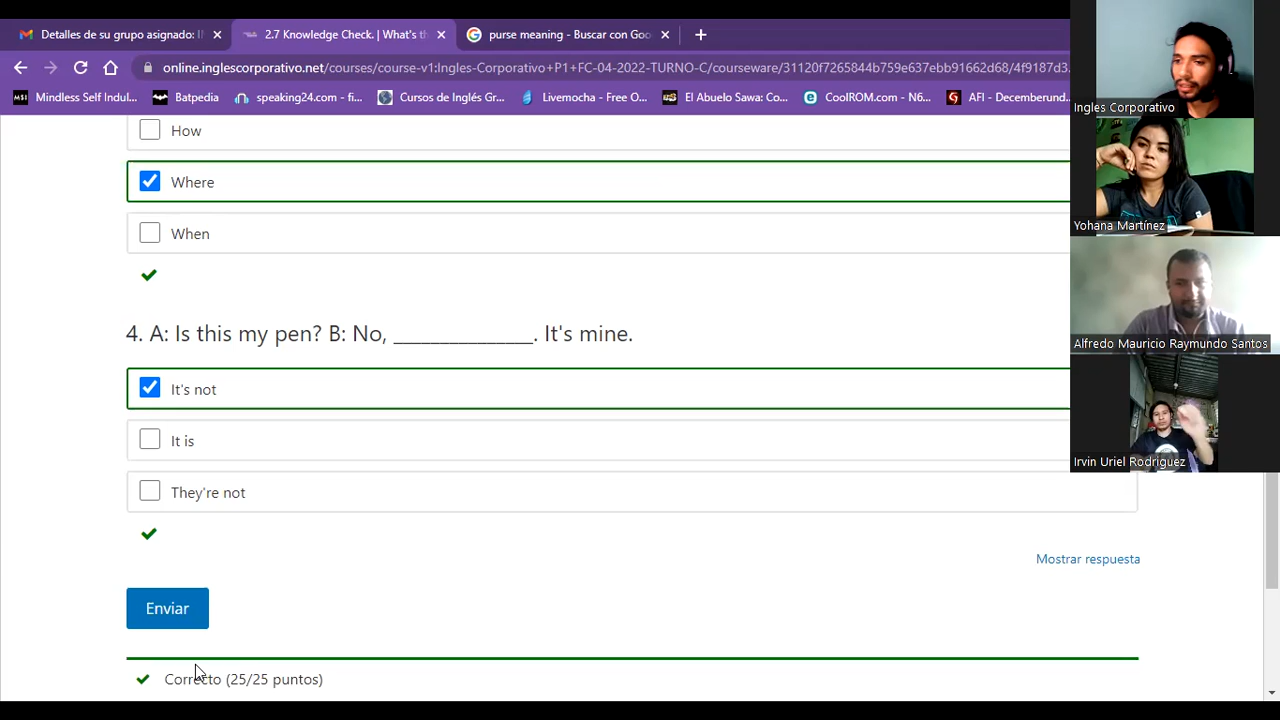 Detalles de su grupo asignado: I
2.7 Knowledge Check. | What's th
purse meaning - Buscar con Goo
online.inglescorporativo.net/courses/course-v1:Ingles-Corporativo+P1+FC-04-2022-TURNO-C/courseware/31120f7265844b759e637ebb91662d68/4f9187d3
MSI Mindless Self Indul...
Batpedia
speaking24.com - fi...
Cursos de Inglés Gr...
Livemocha - Free O...
El Abuelo Sawa: Co...
CoolROM.com - N6...
AFI - Decemberund
Ingles Corporativo
Yohana Martínez
Alfredo Mauricio Raymundo Santos
Irvin Uriel Rodriguez
How
Where
When
4. A: Is this my pen? B: No, _______________. It's mine.
It's not
It is
They're not
Mostrar respuesta
Enviar
Correcto (25/25 puntos)